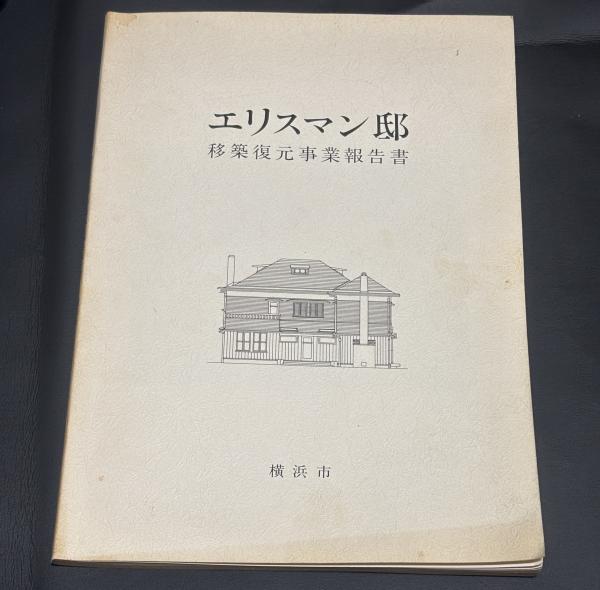 エリスマン邸
移築復元事業報告書
横浜市